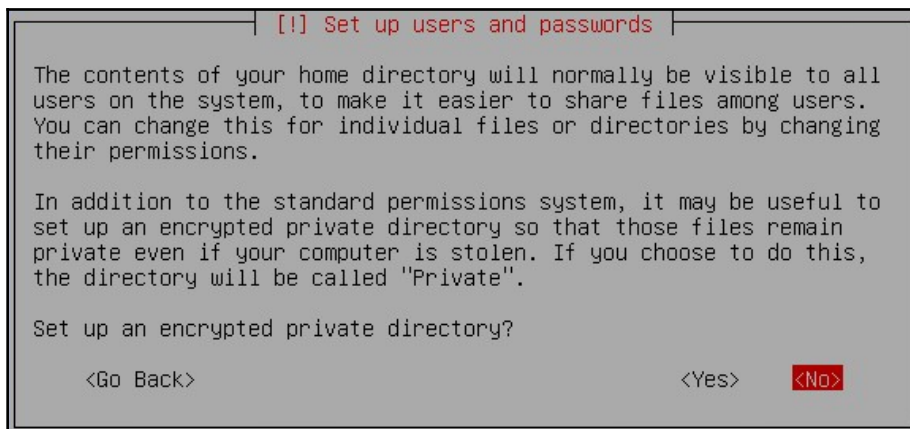 [!] Set up users and passwords
The contents of your home directory will normally be visible to all
users on the system, to make it easier to share files among users.
You can change this for individual files or directories by changing
their permissions.
In addition to the standard permissions system, it may be useful to
set up an encrypted private directory so that those files remain
private even if your computer is stolen. If you choose to do this,
the directory will be called "Private".
Set up an encrypted private directory?
<Go Back> <Yes> <No>